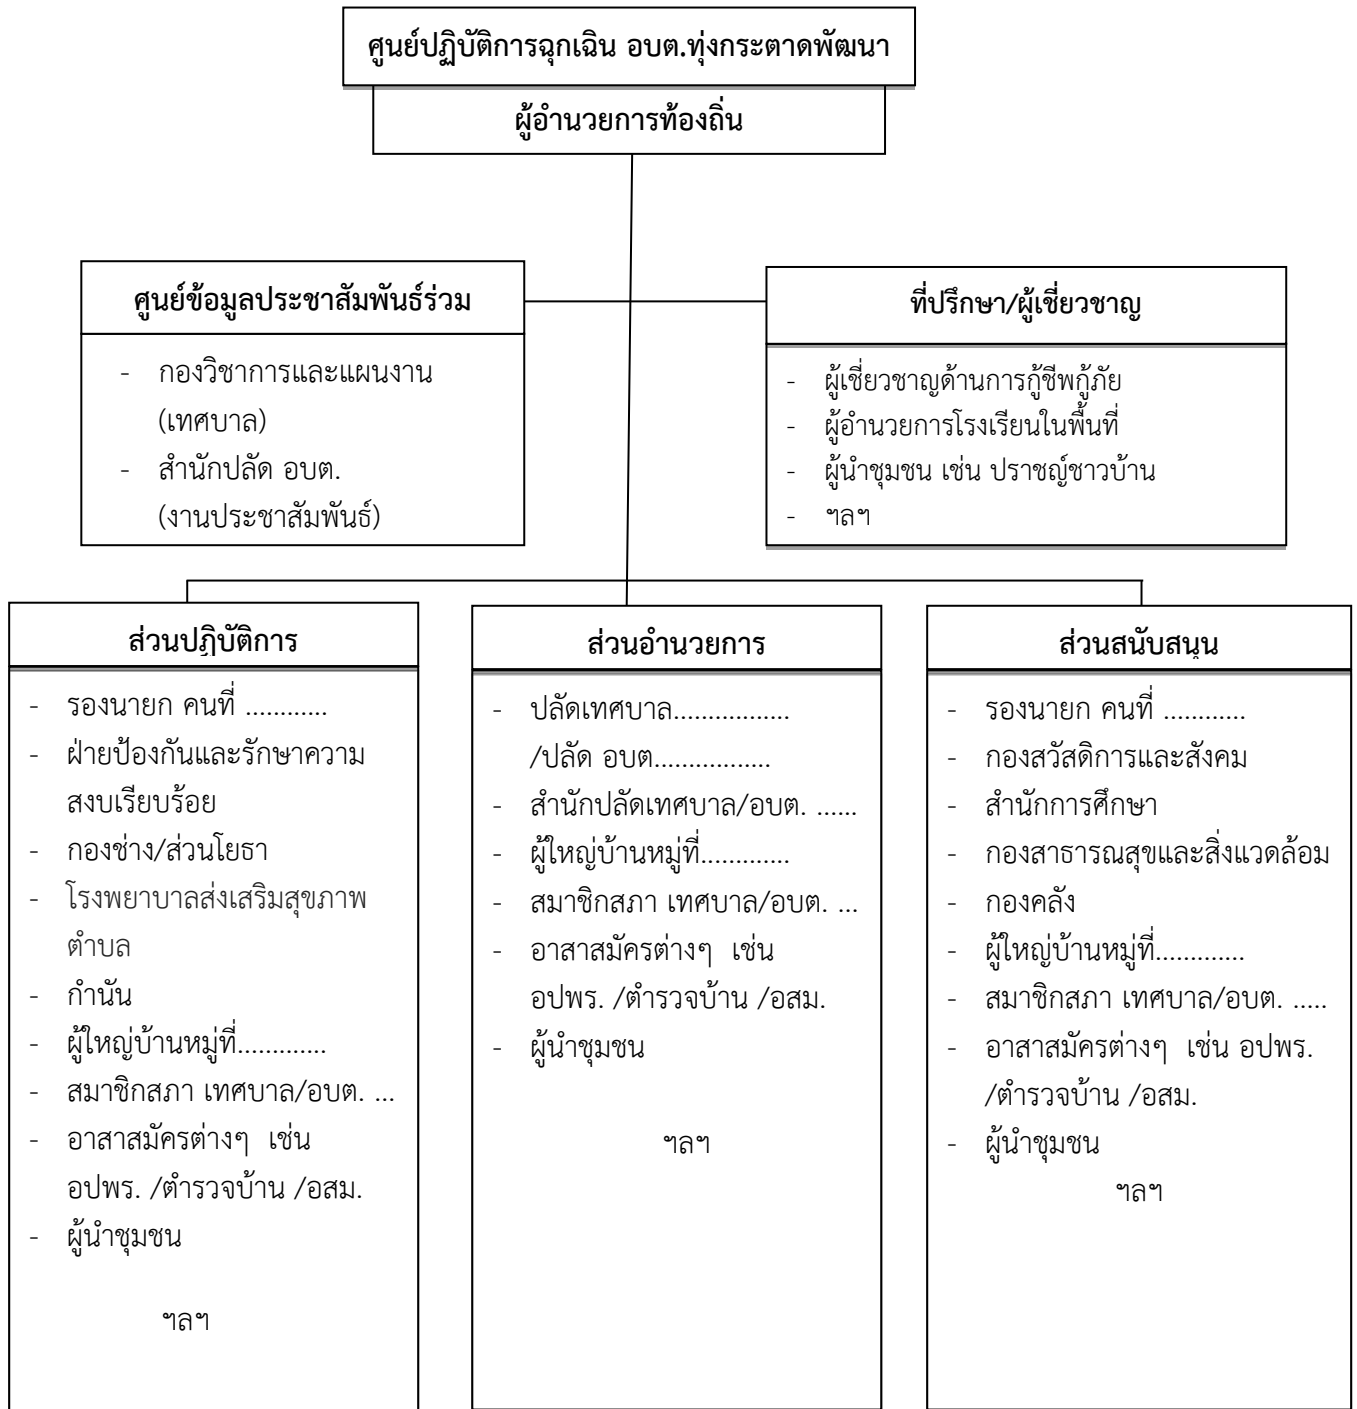 ศูนย์ปฏิบัติการฉุกเฉิน อบต.ทุ่งกระตาดพัฒนา
ผู้อำนวยการท้องถิ่น
ศูนย์ข้อมูลประชาสัมพันธ์ร่วม
- กองวิชาการและแผนงาน
(เทศบาล)
- สำนักปลัด อบต.
(งานประชาสัมพันธ์)
ที่ปรึกษา/ผู้เชี่ยวชาญ
- ผู้เชี่ยวชาญด้านการกู้ชีพกู้ภัย
- ผู้อำนวยการโรงเรียนในพื้นที่
- ผู้นำชุมชน เช่น ปราชญ์ชาวบ้าน
- ฯลฯ
ส่วนปฏิบัติการ
- รองนายก คนที่ ............
- ฝ่ายป้องกันและรักษาความ
สงบเรียบร้อย
- กองช่าง/ส่วนโยธา
- โรงพยาบาลส่งเสริมสุขภาพ
ตำบล
- กำนัน
- ผู้ใหญ่บ้านหมู่ที่.............
- สมาชิกสภา เทศบาล/อบต. ...
- อาสาสมัครต่างๆ เช่น
อปพร. /ตำรวจบ้าน /อสม.
- ผู้นำชุมชน
ฯลฯ
ส่วนอำนวยการ
- ปลัดเทศบาล.................
/ปลัด อบต.................
- สำนักปลัดเทศบาล/อบต. ......
- ผู้ใหญ่บ้านหมู่ที่.............
- สมาชิกสภา เทศบาล/อบต. ...
- อาสาสมัครต่างๆ เช่น
อปพร. /ตำรวจบ้าน /อสม.
- ผู้นำชุมชน
ฯลฯ
ส่วนสนับสนุน
- รองนายก คนที่ ............
- กองสวัสดิการและสังคม
- สำนักการศึกษา
- กองสาธารณสุขและสิ่งแวดล้อม
- กองคลัง
- ผู้ใหญ่บ้านหมู่ที่.............
- สมาชิกสภา เทศบาล/อบต. .....
- อาสาสมัครต่างๆ เช่น อปพร.
/ตำรวจบ้าน /อสม.
- ผู้นำชุมชน
ฯลฯ